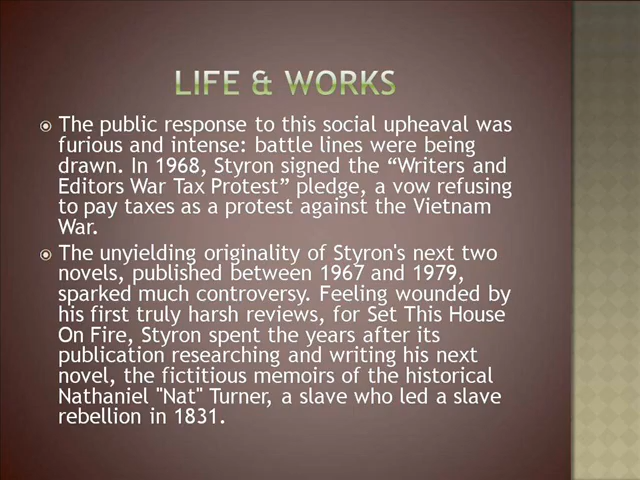 LIFE & WORKS
The public response to this social upheaval was
furious and intense: battle lines were being
drawn. In 1968, Styron signed the “Writers and
Editors War Tax Protest” pledge, a vow refusing
to pay taxes as a protest against the Vietnam
War.
The unyielding originality of Styron's next two
novels, published between 1967 and 1979,
sparked much controversy. Feeling wounded by
his first truly harsh reviews, for Set This House
On Fire, Styron spent the years after its
publication researching and writing his next
novel, the fictitious memoirs of the historical
Nathaniel "Nat" Turner, a slave who led a slave
rebellion in 1831.